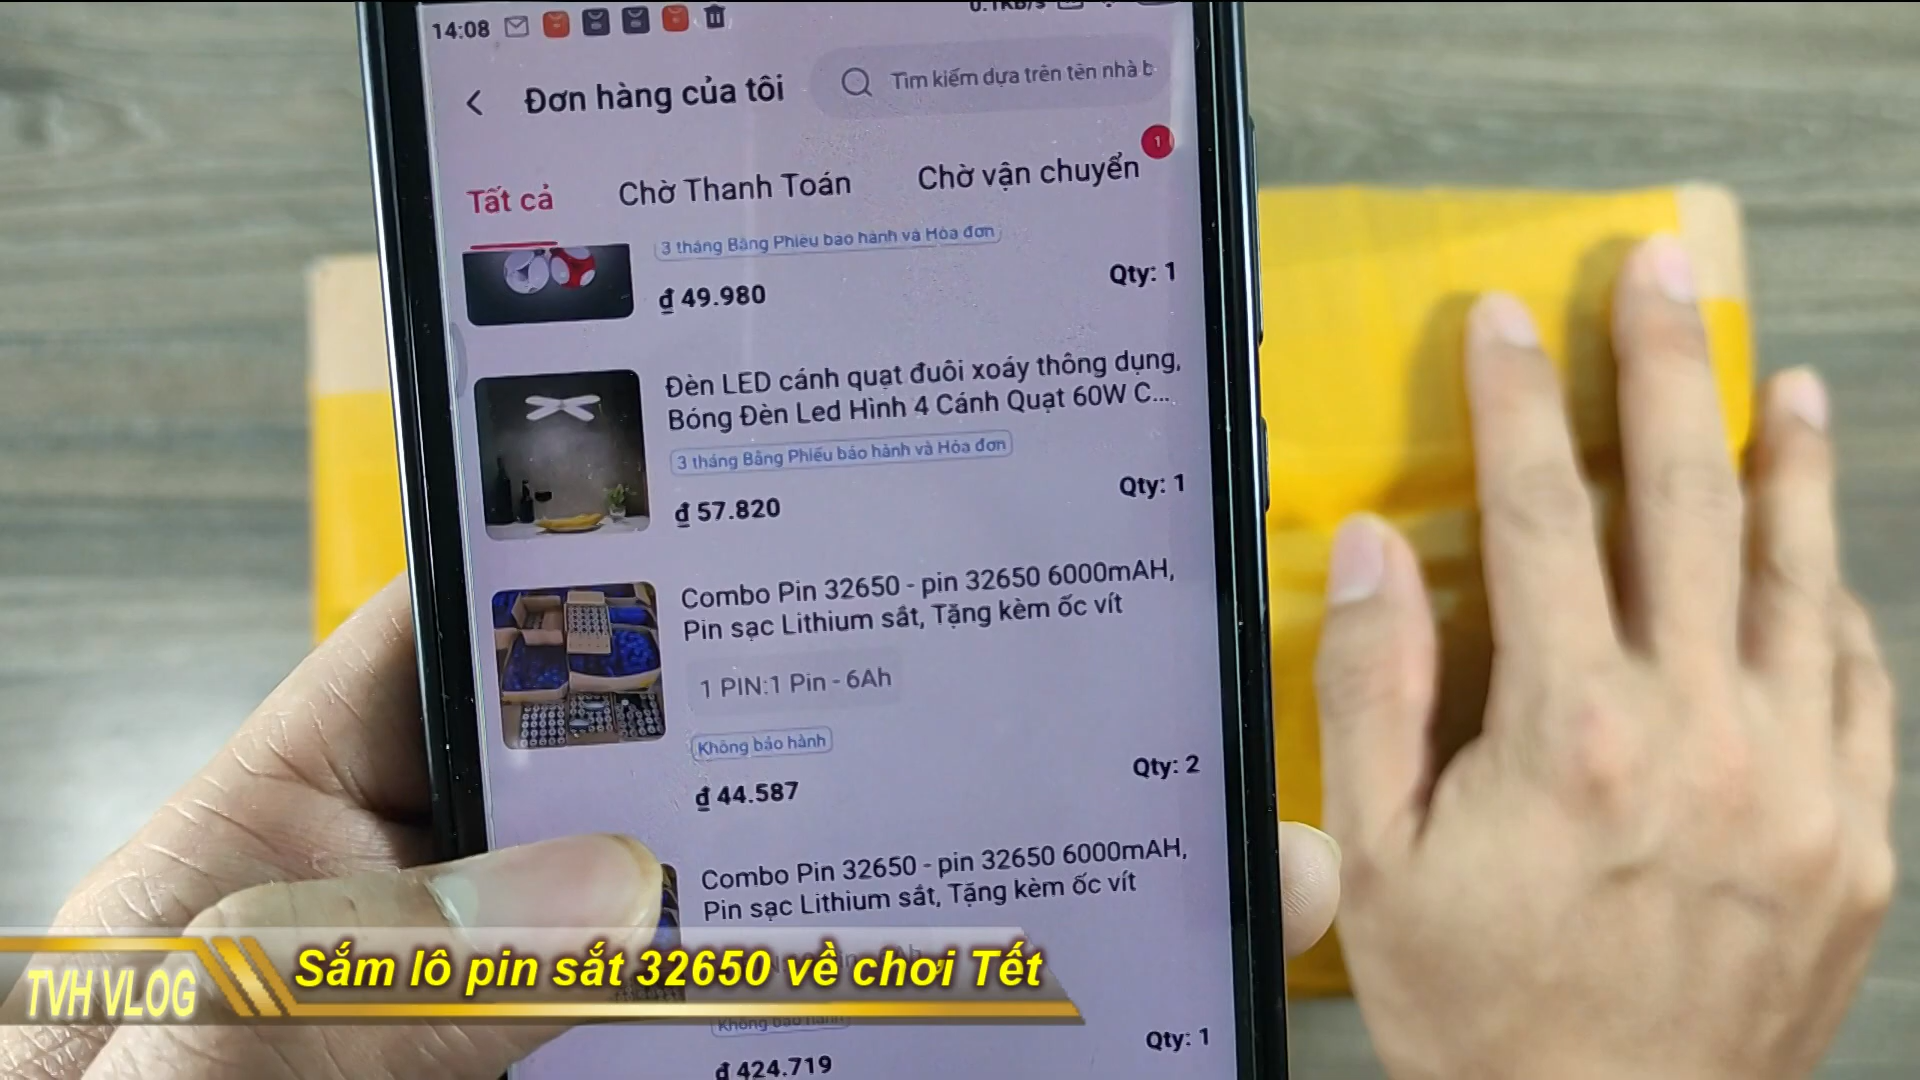 14:08
0.1KB/s
Đơn hàng của tôi
Tìm kiếm dựa trên tên nhà b
Tất cả
Chờ Thanh Toán
Chờ vận chuyển
1
3 tháng Bằng Phiếu bảo hành và Hóa đơn
₫ 49.980
Qty: 1
Đèn LED cánh quạt đuôi xoáy thông dụng,
Bóng Đèn Led Hình 4 Cánh Quạt 60W C...
3 tháng Bằng Phiếu bảo hành và Hóa đơn
₫ 57.820
Qty: 1
Combo Pin 32650 - pin 32650 6000mAH,
Pin sạc Lithium sắt, Tặng kèm ốc vít
1 PIN:1 Pin - 6Ah
Không bảo hành
₫ 44.587
Qty: 2
Combo Pin 32650 - pin 32650 6000mAH,
Pin sạc Lithium sắt, Tặng kèm ốc vít
TVH VLOG
Sắm lô pin sắt 32650 về chơi Tết
Không bảo hành
₫ 424.719
Qty: 1